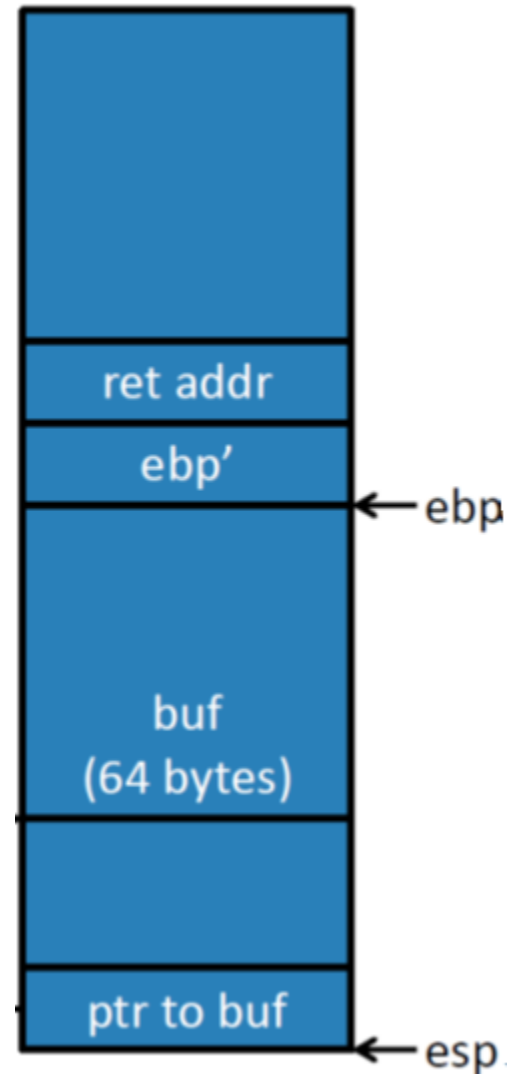 ret addr
ebp’
ebp
buf
(64 bytes)
ptr to buf
esp